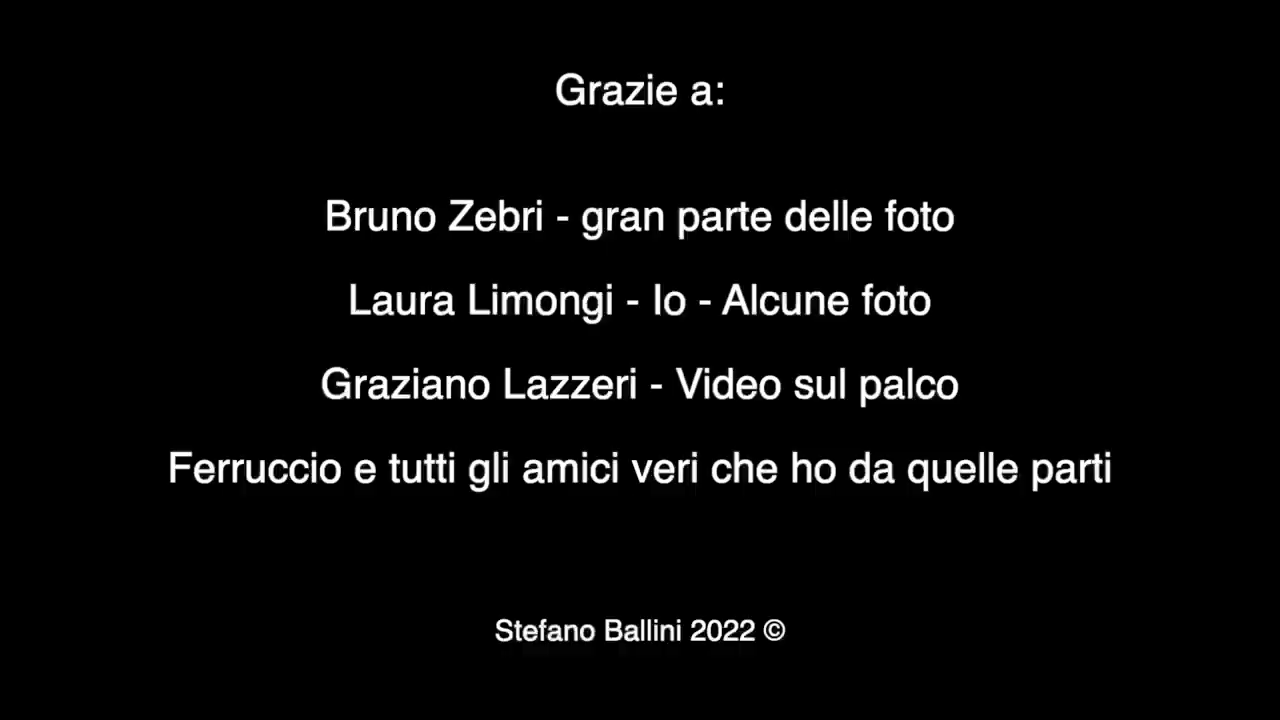 Grazie a:
Bruno Zebri - gran parte delle foto
Laura Limongi - Io - Alcune foto
Graziano Lazzeri - Video sul palco
Ferruccio e tutti gli amici veri che ho da quelle parti
Stefano Ballini 2022 ©